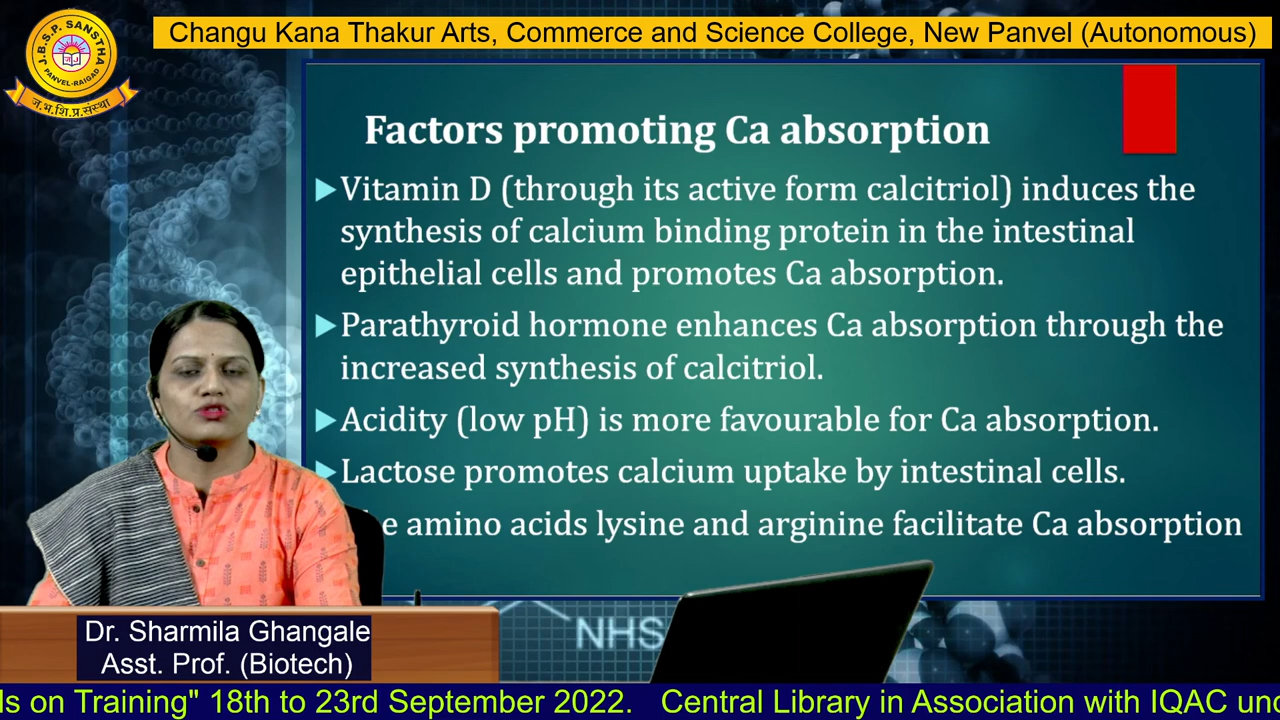 Changu Kana Thakur Arts, Commerce and Science College, New Panvel (Autonomous)
J.B.S.P. SANSTHA
PANVEL-RAIGAD
ज.भ.शि.प्र.संस्था
Factors promoting Ca absorption
Vitamin D (through its active form calcitriol) induces the
synthesis of calcium binding protein in the intestinal
epithelial cells and promotes Ca absorption.
Parathyroid hormone enhances Ca absorption through the
increased synthesis of calcitriol.
Acidity (low pH) is more favourable for Ca absorption.
Lactose promotes calcium uptake by intestinal cells.
amino acids lysine and arginine facilitate Ca absorption
NHS
Dr. Sharmila Ghangale
Asst. Prof. (Biotech)
on Training" 18th to 23rd September 2022. Central Library in Association with IQAC